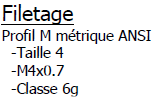 Filetage
Profil M métrique ANSI
-Taille 4
-M4x0.7
-Classe 6g